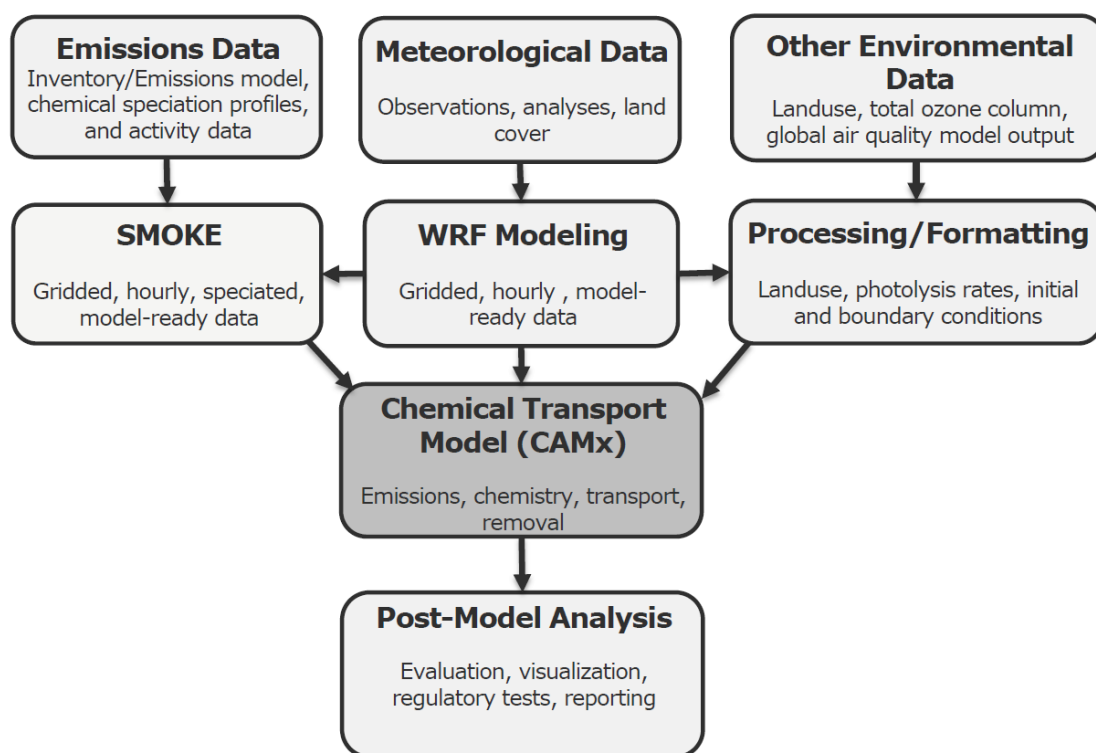 Emissions Data
Inventory/Emissions model,
chemical speciation profiles,
and activity data
Meteorological Data
Observations, analyses, land
cover
Other Environmental
Data
Landuse, total ozone column,
global air quality model output
SMOKE
Gridded, hourly, speciated,
model-ready data
WRF Modeling
Gridded, hourly , model-
ready data
Processing/Formatting
Landuse, photolysis rates, initial
and boundary conditions
Chemical Transport
Model (CAMx)
Emissions, chemistry, transport,
removal
Post-Model Analysis
Evaluation, visualization,
regulatory tests, reporting